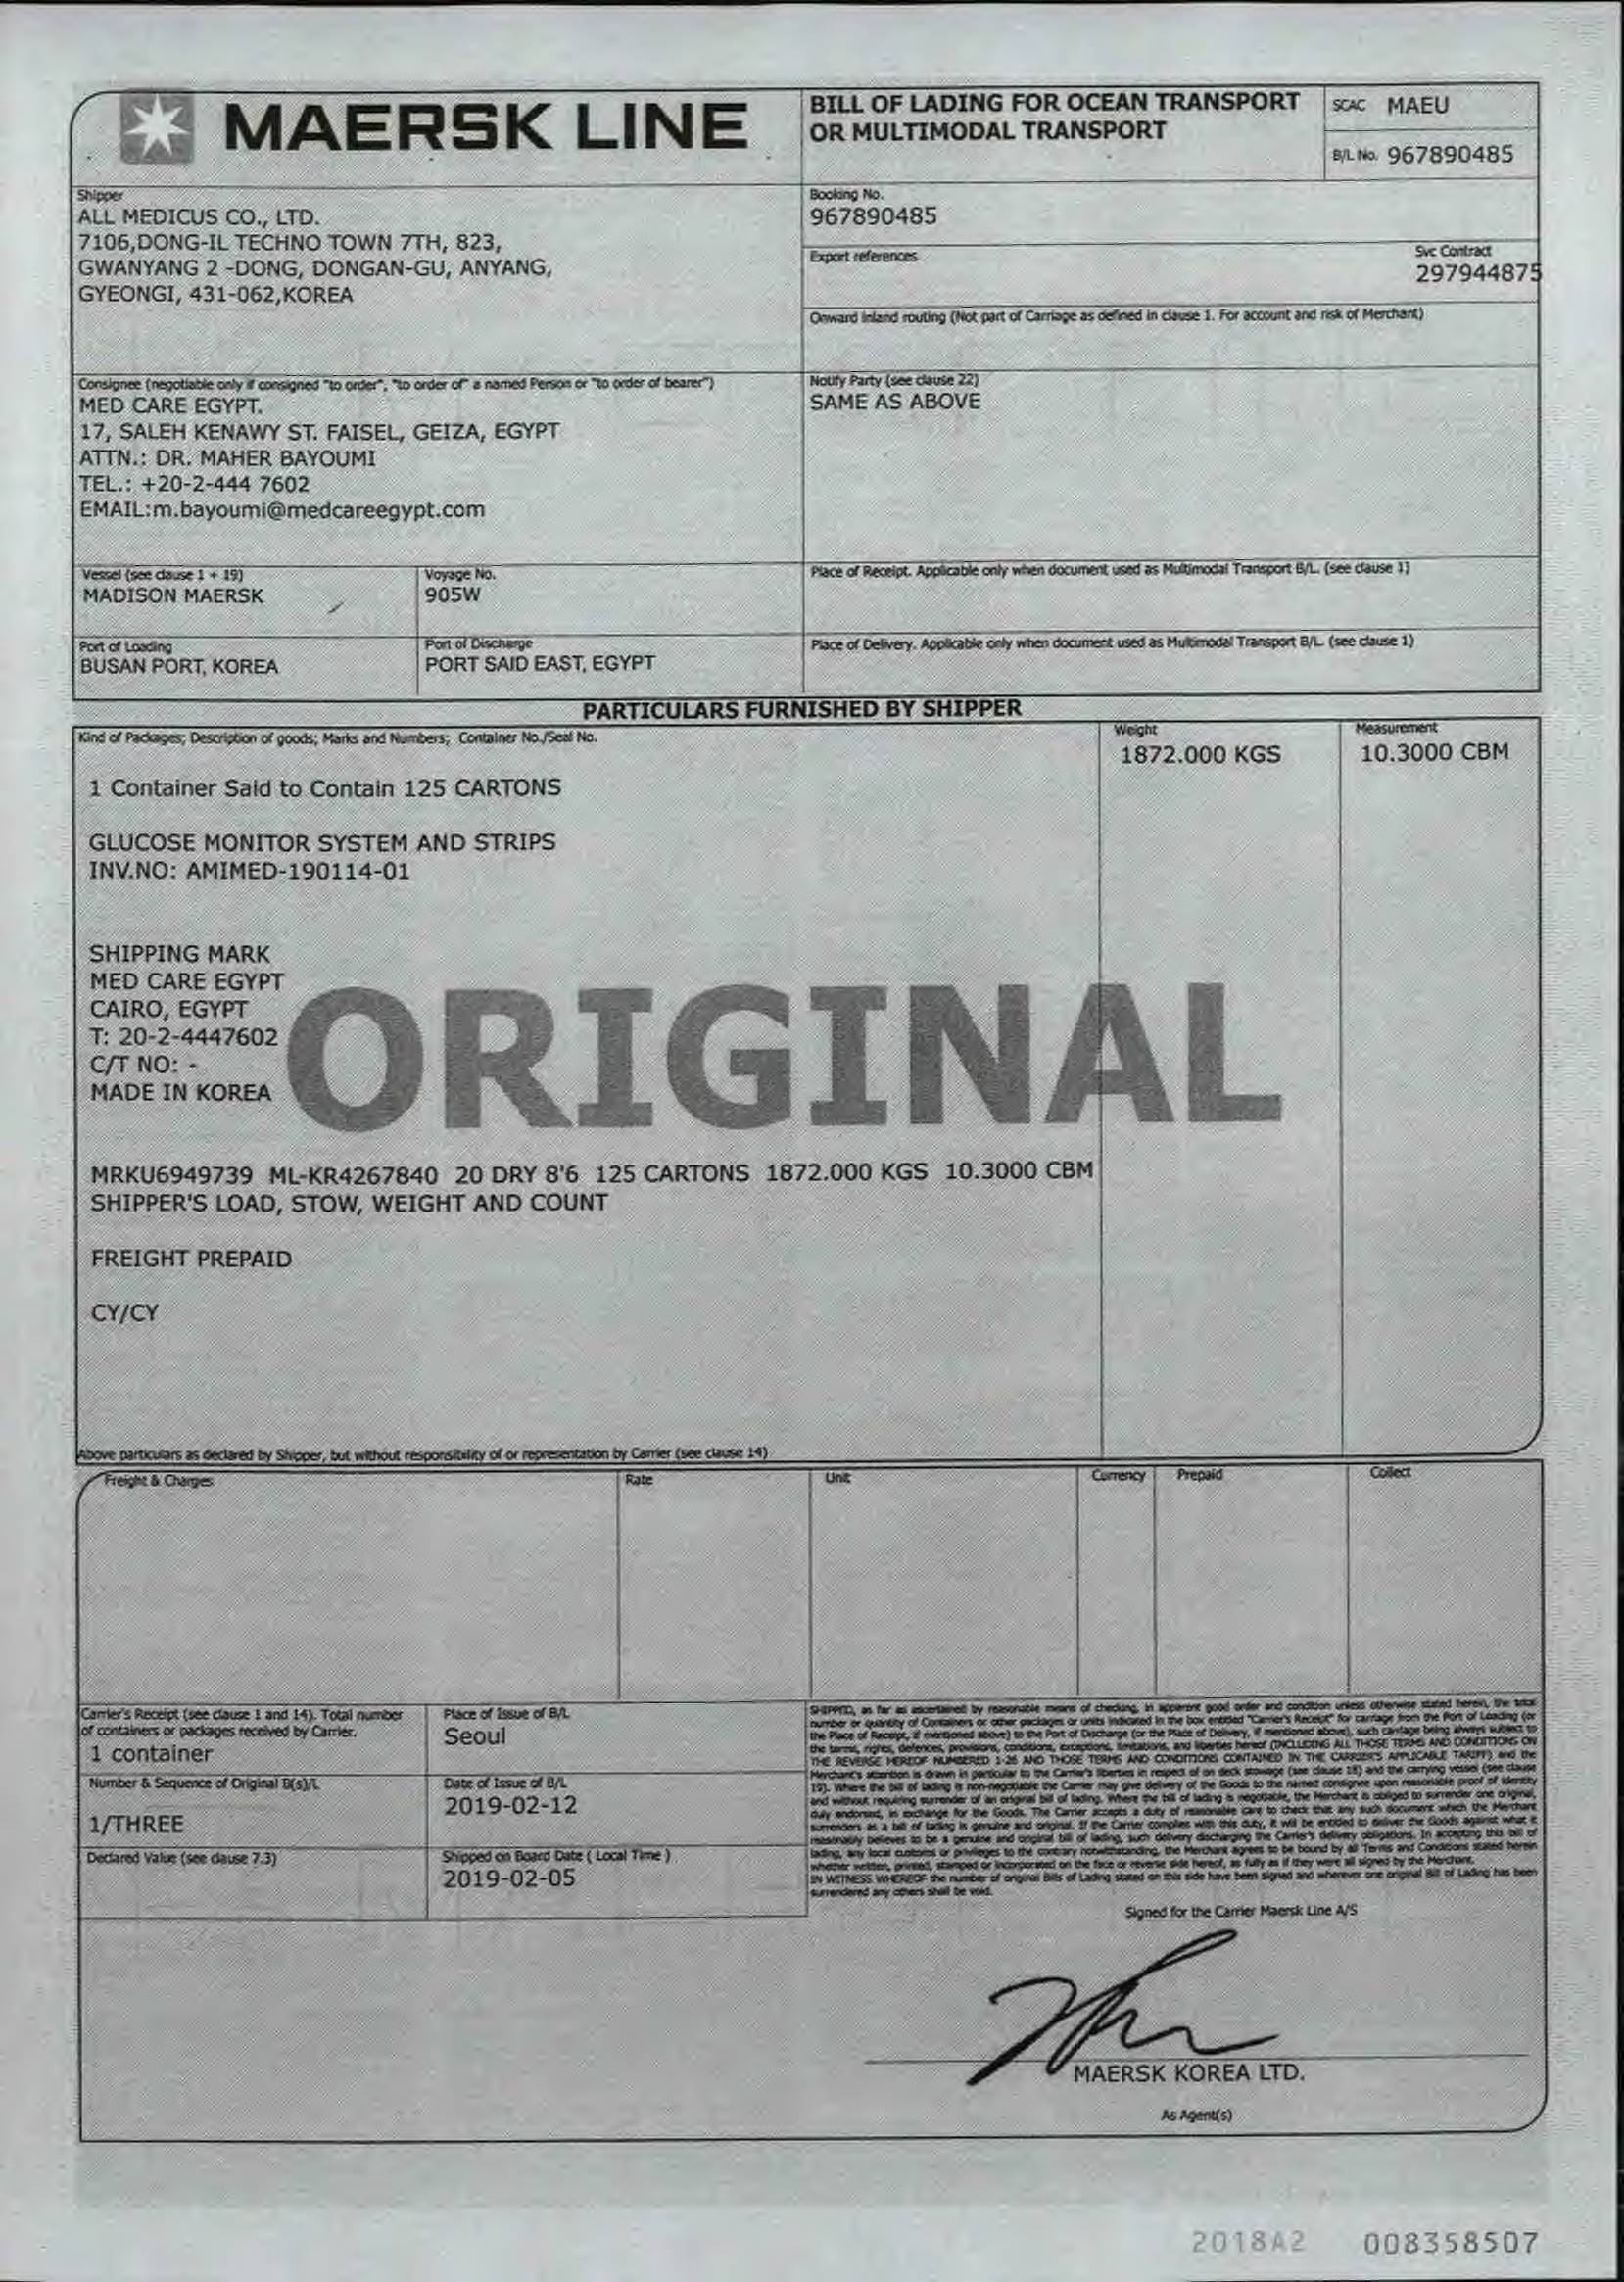 MAERSK LINE
BILL OF LADING FOR OCEAN TRANSPORT
OR MULTIMODAL TRANSPORT
SCAC MAEU
B/L No. 967890485
Shipper
ALL MEDICUS CO., LTD.
7106,DONG-IL TECHNO TOWN 7TH, 823,
GWANYANG 2 -DONG, DONGAN-GU, ANYANG,
GYEONGI, 431-062,KOREA
Booking No.
967890485
Export references
Svc Contract
297944875
Onward inland routing (Not part of Carriage as defined in clause 1. For account and risk of Merchant)
Consignee (negotiable only if consigned "to order", "to order of" a named Person or "to order of bearer")
MED CARE EGYPT.
17, SALEH KENAWY ST. FAISEL, GEIZA, EGYPT
ATTN.: DR. MAHER BAYOUMI
TEL.: +20-2-444 7602
EMAIL:m.bayoumi@medcareegypt.com
Notify Party (see clause 22)
SAME AS ABOVE
Vessel (see clause 1 + 19)
MADISON MAERSK
Voyage No.
905W
Place of Receipt. Applicable only when document used as Multimodal Transport B/L. (see clause 1)
Port of Loading
BUSAN PORT, KOREA
Port of Discharge
PORT SAID EAST, EGYPT
Place of Delivery. Applicable only when document used as Multimodal Transport B/L. (see clause 1)
PARTICULARS FURNISHED BY SHIPPER
Kind of Packages; Description of goods; Marks and Numbers; Container No./Seal No.
Weight
1872.000 KGS
Measurement
10.3000 CBM
1 Container Said to Contain 125 CARTONS
GLUCOSE MONITOR SYSTEM AND STRIPS
INV.NO: AMIMED-190114-01
SHIPPING MARK
MED CARE EGYPT
CAIRO, EGYPT
T: 20-2-4447602
C/T NO: -
MADE IN KOREA
ORIGINAL
MRKU6949739 ML-KR4267840 20 DRY 8'6 125 CARTONS 1872.000 KGS 10.3000 CBM
SHIPPER'S LOAD, STOW, WEIGHT AND COUNT
FREIGHT PREPAID
CY/CY
Above particulars as declared by Shipper, but without responsibility of or representation by Carrier (see clause 14)
Freight & Charges
Rate
Unit
Currency
Prepaid
Collect
Carrier's Receipt (see clause 1 and 14). Total number
of containers or packages received by Carrier.
1 container
Place of Issue of B/L
Seoul
Number & Sequence of Original B(s)/L
1/THREE
Date of Issue of B/L
2019-02-12
Declared Value (see clause 7.3)
Shipped on Board Date ( Local Time )
2019-02-05
SHIPPED, as far as ascertained by reasonable means of checking, in apparent good order and condition unless otherwise stated herein, the total
number or quantity of Containers or other packages or units indicated in the box entitled "Carrier's Receipt" for carriage from the Port of Loading (or
the Place of Receipt, if mentioned above) to the Port of Discharge (or the Place of Delivery, if mentioned above), such carriage being always subject to
the terms, rights, defences, provisions, conditions, exceptions, limitations, and liberties hereof (INCLUDING ALL THOSE TERMS AND CONDITIONS ON
THE REVERSE HEREOF NUMBERED 1-26 AND THOSE TERMS AND CONDITIONS CONTAINED IN THE CARRIER'S APPLICABLE TARIFF) and the
Merchant's attention is drawn in particular to the Carrier's liberties in respect of on deck stowage (see clause 18) and the carrying vessel (see clause
19). Where the bill of lading is non-negotiable the Carrier may give delivery of the Goods to the named consignee upon reasonable proof of identity
and without requiring surrender of an original bill of lading. Where the bill of lading is negotiable, the Merchant is obliged to surrender one original,
duly endorsed, in exchange for the Goods. The Carrier accepts a duty of reasonable care to check that any such document which the Merchant
surrenders as a bill of lading is genuine and original. If the Carrier complies with this duty, it will be entitled to deliver the Goods against what it
reasonably believes to be a genuine and original bill of lading, such delivery discharging the Carrier's delivery obligations. In accepting this bill of
lading, any local customs or privileges to the contrary notwithstanding, the Merchant agrees to be bound by all Terms and Conditions stated herein
whether written, printed, stamped or incorporated on the face or reverse side hereof, as fully as if they were all signed by the Merchant.
IN WITNESS WHEREOF the number of original Bills of Lading stated on this side have been signed and wherever one original Bill of Lading has been
surrendered any others shall be void.
Signed for the Carrier Maersk Line A/S
MAERSK KOREA LTD.
As Agent(s)
2018A2 008358507